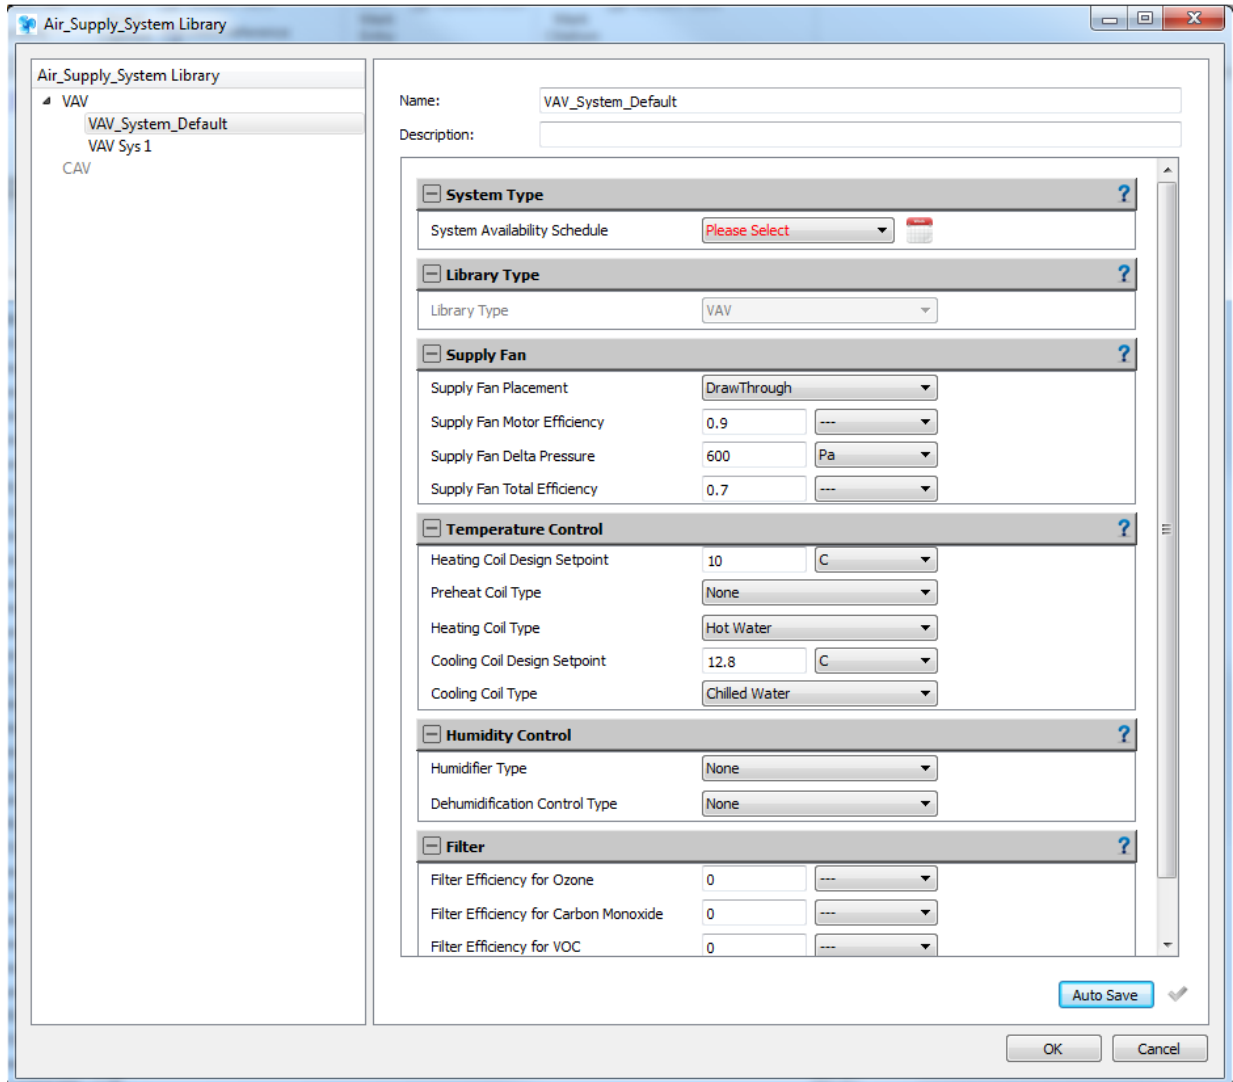 Air_Supply_System Library
Air_Supply_System Library
VAV
VAV_System_Default
VAV Sys 1
CAV
Name: VAV_System_Default
Description:
System Type ?
System Availability Schedule Please Select
Library Type ?
Library Type VAV
Supply Fan ?
Supply Fan Placement DrawThrough
Supply Fan Motor Efficiency 0.9 ---
Supply Fan Delta Pressure 600 Pa
Supply Fan Total Efficiency 0.7 ---
Temperature Control ?
Heating Coil Design Setpoint 10 C
Preheat Coil Type None
Heating Coil Type Hot Water
Cooling Coil Design Setpoint 12.8 C
Cooling Coil Type Chilled Water
Humidity Control ?
Humidifier Type None
Dehumidification Control Type None
Filter ?
Filter Efficiency for Ozone 0 ---
Filter Efficiency for Carbon Monoxide 0 ---
Filter Efficiency for VOC 0 ---
Auto Save
OK Cancel